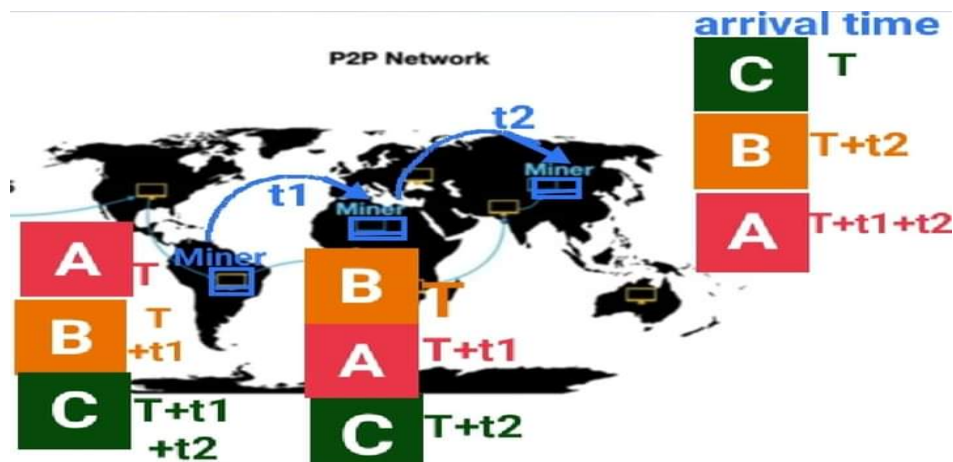 arrival time
P2P Network
C T
B T+t2
A T+t1+t2
t2
Miner
t1
Miner
Miner
A T
B T
+t1
C T+t1
+t2
B T
A T+t1
C T+t2